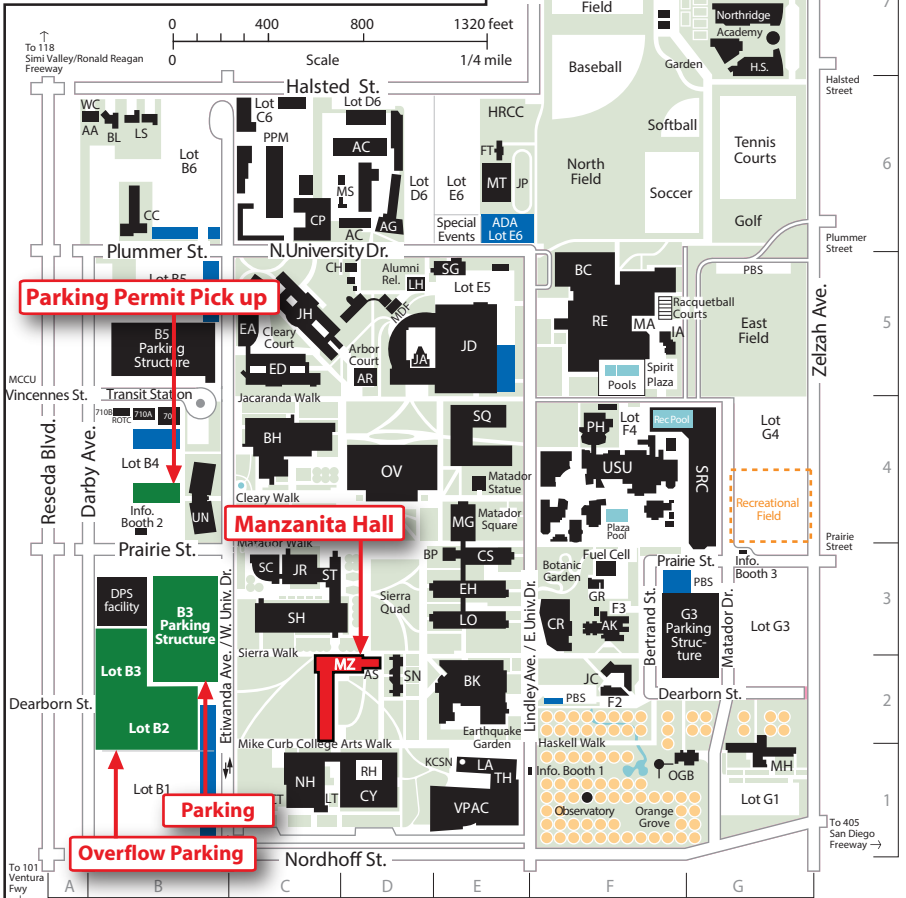 Field
7
Northridge
Academy
H.S.
Garden
0
400
800
1320 feet
0
Scale
1/4 mile
To 118
Simi Valley/Ronald Reagan
Freeway
Halsted St.
Halsted
Street
Baseball
Softball
Tennis
Courts
North
Field
Soccer
Golf
6
WC
AA
BL
LS
Lot
B6
CC
Lot
C6
PPM
Lot D6
AC
MS
CP
AC
AG
Lot
D6
Lot
E6
HRCC
FT
MT
JP
Special
Events
ADA
Lot E6
Plummer St.
N.University Dr.
Plummer
Street
Lot B5
Parking Permit Pick up
B5
Parking
Structure
CH
Alumni
Rel.
LH
SG
Lot E5
MDF
JH
EA
Cleary
Court
ED
Arbor
Court
AR
JA
JD
Jacaranda Walk
BC
RE
MA
IA
Racquetball
Courts
Spirit
Plaza
Pools
PBS
East
Field
Zelzah Ave.
5
MCCU
Vincennes St.
Transit Station
710B
ROTC
710A
70
Lot B4
Info.
Booth 2
UN
Reseda Blvd.
Darby Ave.
BH
OV
SQ
Matador
Statue
Cleary Walk
Manzanita Hall
MG
Matador
Square
PH
Lot
F4
Rec Pool
USU
SRC
Plaza
Pool
Lot
G4
Recreational
Field
4
Prairie St.
Matador Walk
Prairie
Street
BP
CS
SC
JR
ST
EH
SH
LO
Sierra
Quad
Sierra Walk
Botanic
Garden
Fuel Cell
GR
F3
CR
AK
Prairie St.
PBS
Info.
Booth 3
G3
Parking
Struc-
ture
Bertrand St.
Matador Dr.
Lot G3
3
DPS
facility
B3
Parking
Structure
Lot B3
Lot B2
Etiwanda Ave. / W. Univ. Dr.
Lindley Ave. / E. Univ. Dr.
MZ
AS
SN
BK
JC
F2
PBS
Dearborn St.
Dearborn St.
2
Mike Curb College Arts Walk
Earthquake
Garden
Haskell Walk
Lot B1
Parking
Overflow Parking
NH
LT
LT
RH
CY
KCSN
LA
TH
VPAC
Info. Booth 1
OGB
MH
Observatory
Orange
Grove
Lot G1
1
To 405
San Diego
Freeway
Nordhoff St.
To 101
Ventura
Fwy
A
B
C
D
E
F
G